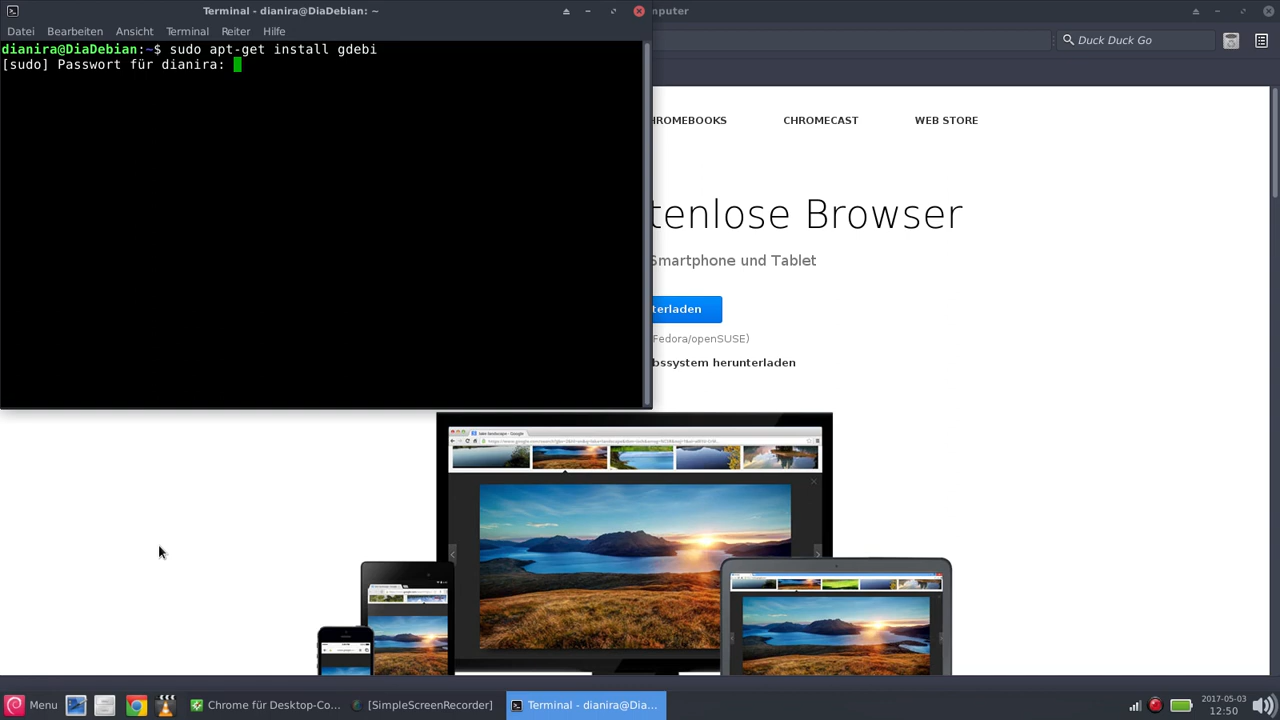 Terminal - dianira@DiaDebian: ~
mputer
Datei Bearbeiten Ansicht Terminal Reiter Hilfe
Duck Duck Go
dianira@DiaDebian:~$ sudo apt-get install gdebi
[sudo] Passwort für dianira:
HROMEBOOKS CHROMECAST WEB STORE
tenlose Browser
Smartphone und Tablet
terladen
Fedora/openSUSE)
bssystem herunterladen
Menu
Chrome für Desktop-Co...
[SimpleScreenRecorder]
Terminal - dianira@Dia...
2017-05-03
12:50